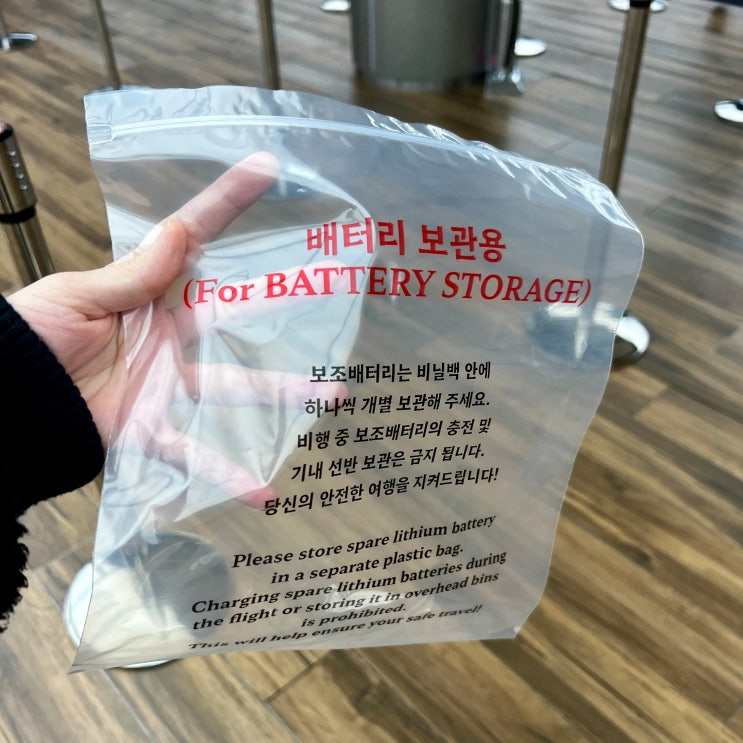 배터리 보관용
(For BATTERY STORAGE)
보조배터리는 비닐백 안에
하나씩 개별 보관해 주세요.
비행 중 보조배터리의 충전 및
기내 선반 보관은 금지 됩니다.
당신의 안전한 여행을 지켜드립니다!
Please store spare lithium battery
in a separate plastic bag.
Charging spare lithium batteries during
the flight or storing it in overhead bins
is prohibited.
This will help ensure your safe travel!